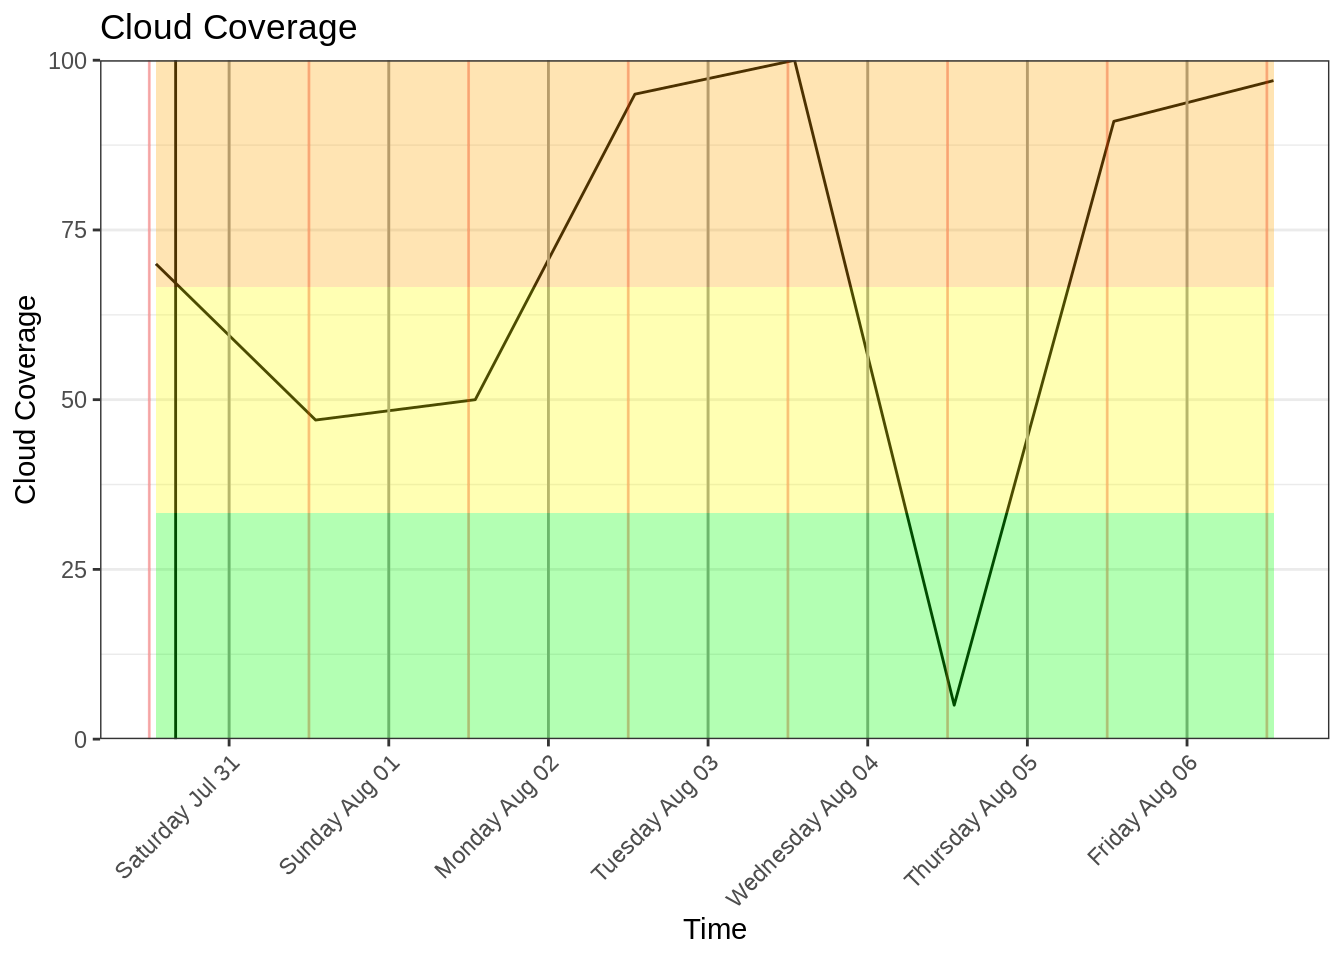 Cloud Coverage
100
75
50
25
0
Cloud Coverage
Saturday Jul 31
Sunday Aug 01
Monday Aug 02
Tuesday Aug 03
Wednesday Aug 04
Thursday Aug 05
Friday Aug 06
Time